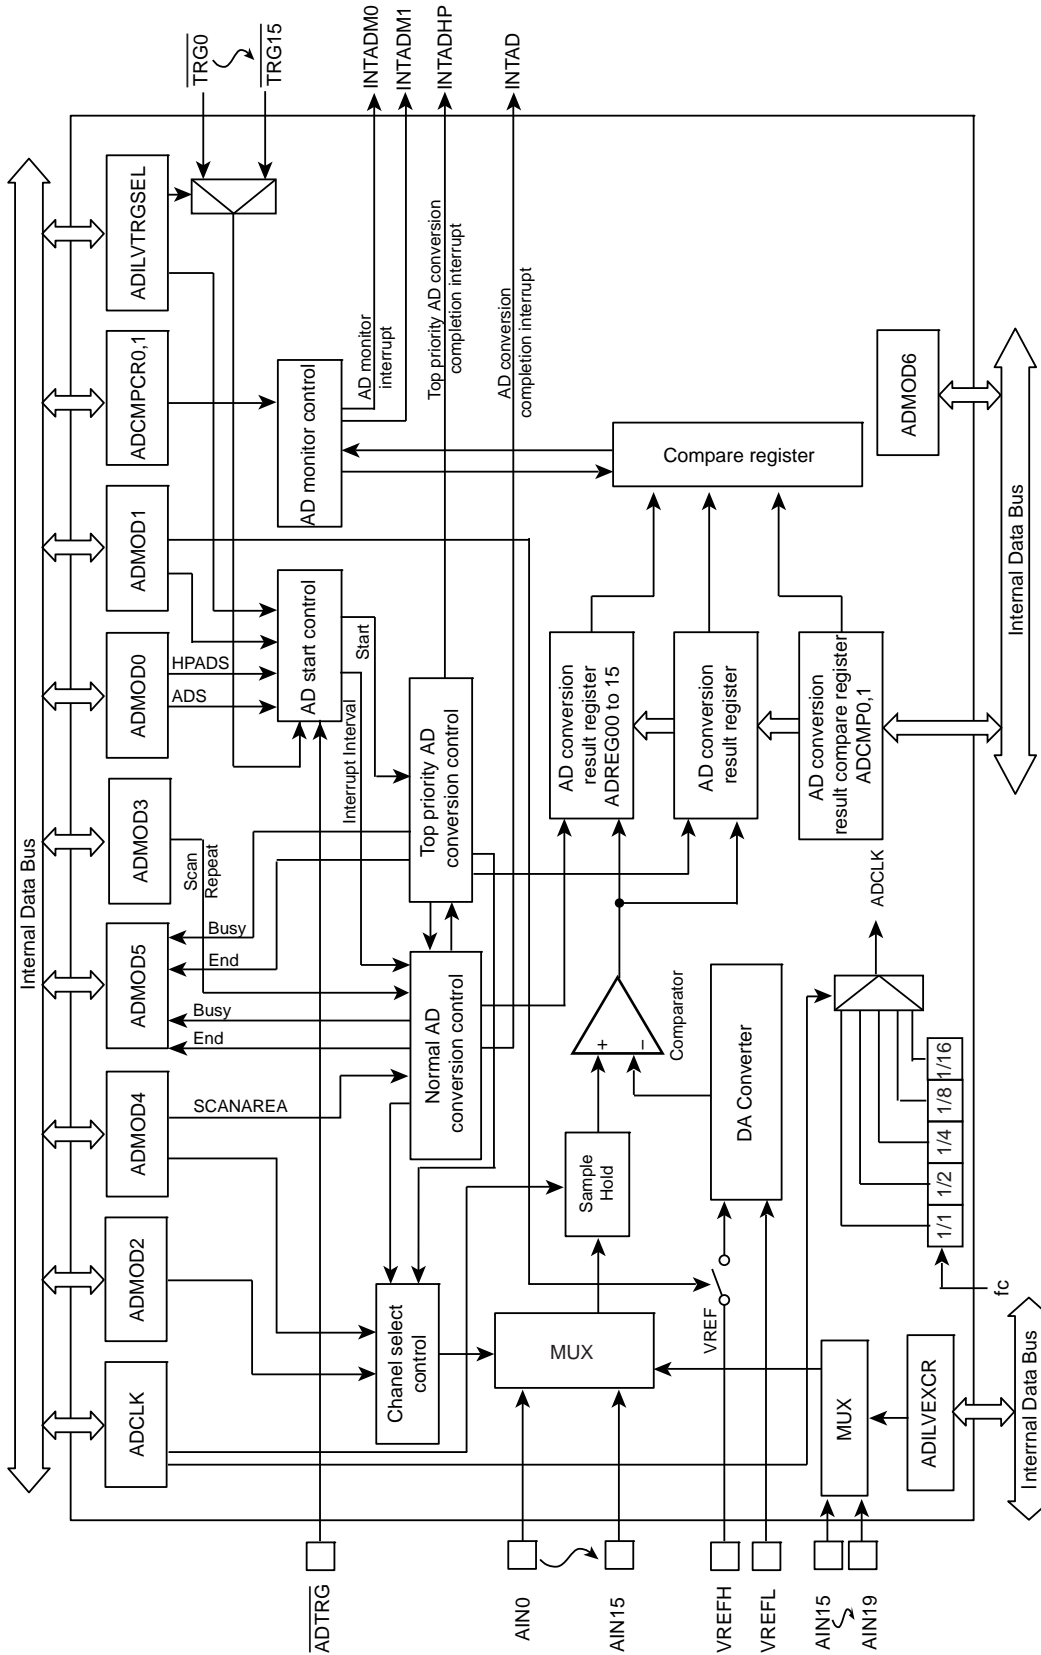 Internal Data Bus
ADCLK
ADMOD2
ADMOD4
ADMOD5
ADMOD3
ADMOD0
ADMOD1
ADCMPCR0,1
ADILVTRGSEL
TRG0
TRG15
SCANAREA
End
Busy
End
Busy
Scan
Repeat
ADS
HPADS
AD start control
AD monitor control
Interrupt Interval
Start
AD monitor
interrupt
INTADM0
INTADM1
Top priority AD conversion
completion interrupt
INTADHP
AD conversion
completion interrupt
INTAD
Chanel select
control
Normal AD
conversion control
Top priority AD
conversion control
ADTRG
AIN0
AIN15
MUX
Sample
Hold
+
−
Comparator
AD conversion
result register
ADREG00 to 15
AD conversion
result register
AD conversion
result compare register
ADCMP0,1
Compare register
VREFH
VREFL
VREF
DA Converter
AIN15
AIN19
MUX
ADILVEXCR
Internal Data Bus
fc
1/1
1/2
1/4
1/8
1/16
ADCLK
ADMOD6
Internal Data Bus